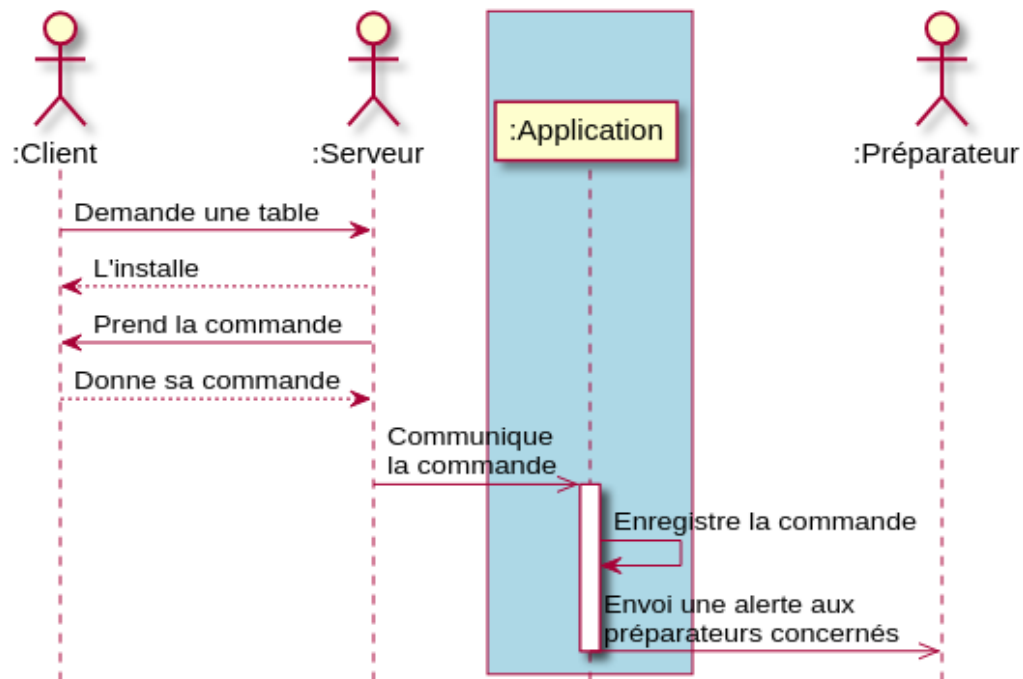 :Client
:Serveur
:Application
:Préparateur
Demande une table
L'installe
Prend la commande
Donne sa commande
Communique
la commande
Enregistre la commande
Envoi une alerte aux
préparateurs concernés